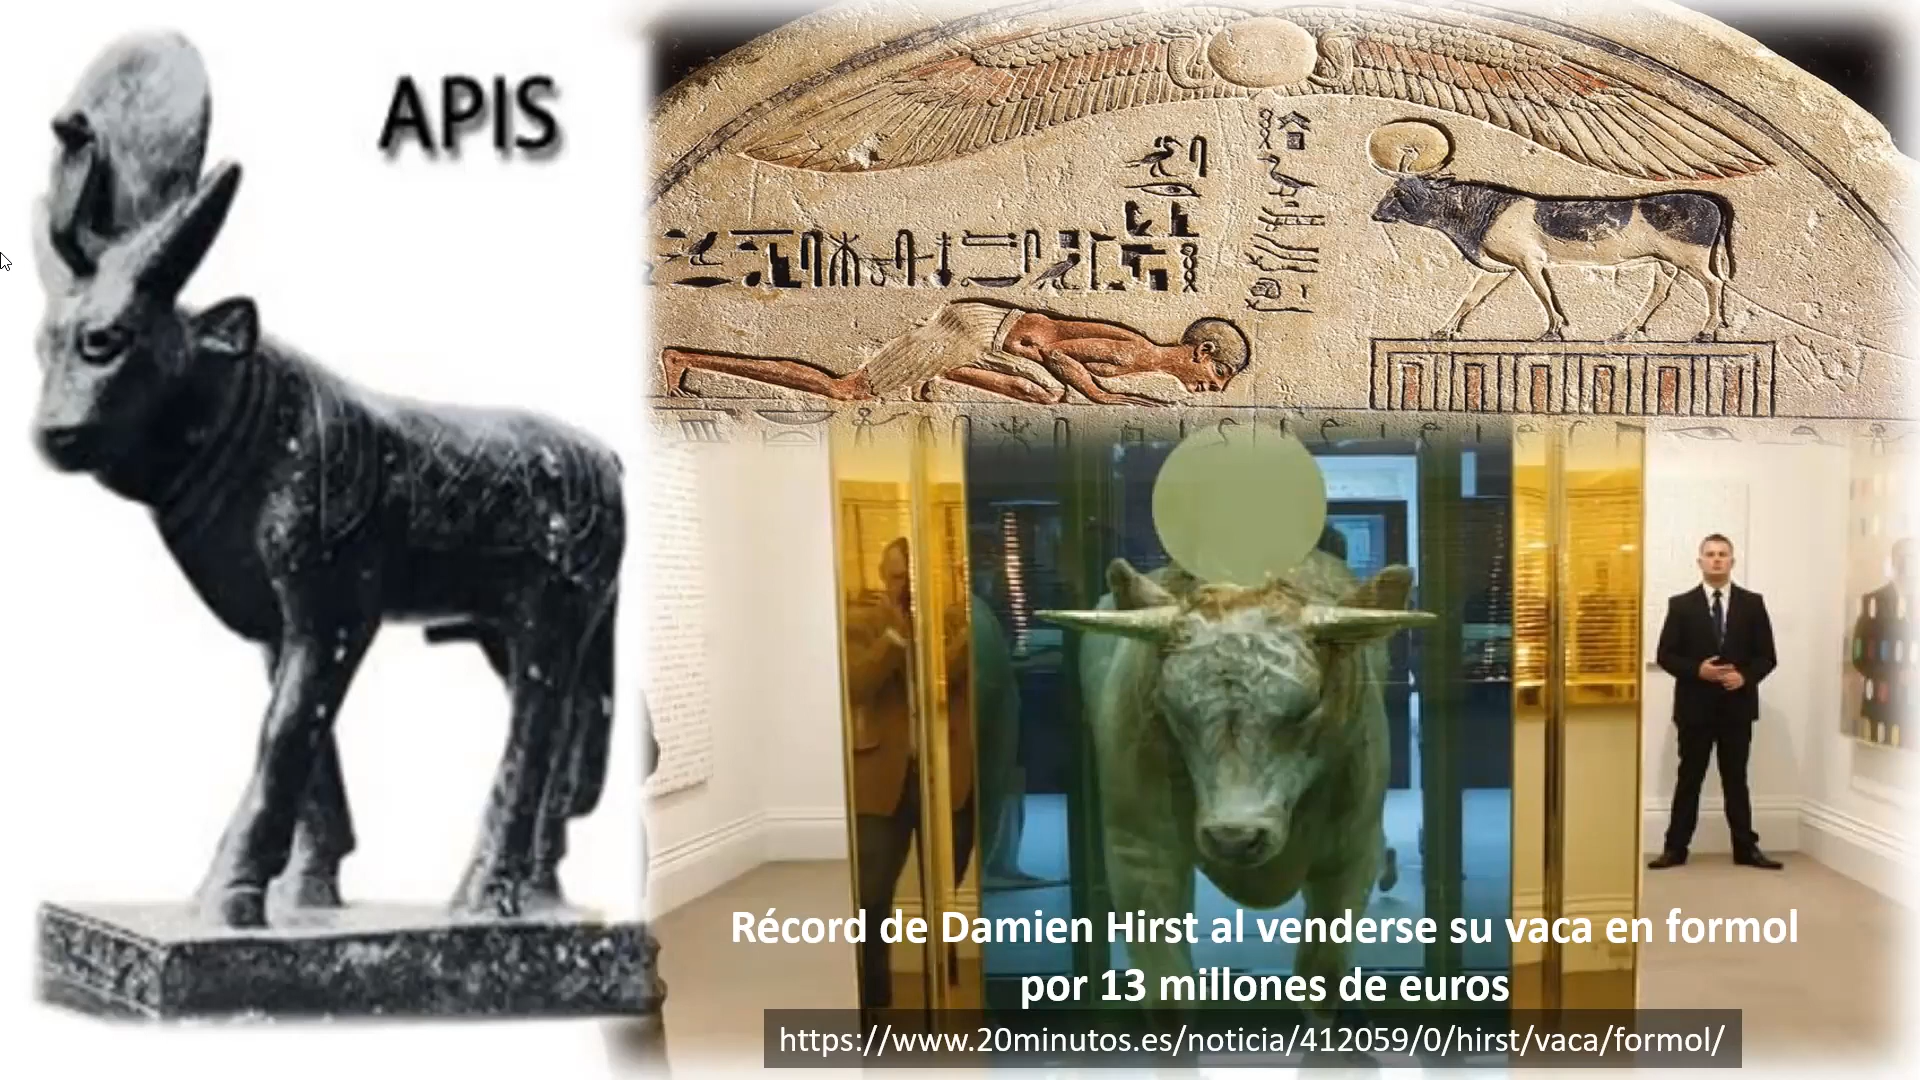 APIS
Récord de Damien Hirst al venderse su vaca en formol
por 13 millones de euros
https://www.20minutos.es/noticia/412059/0/hirst/vaca/formol/